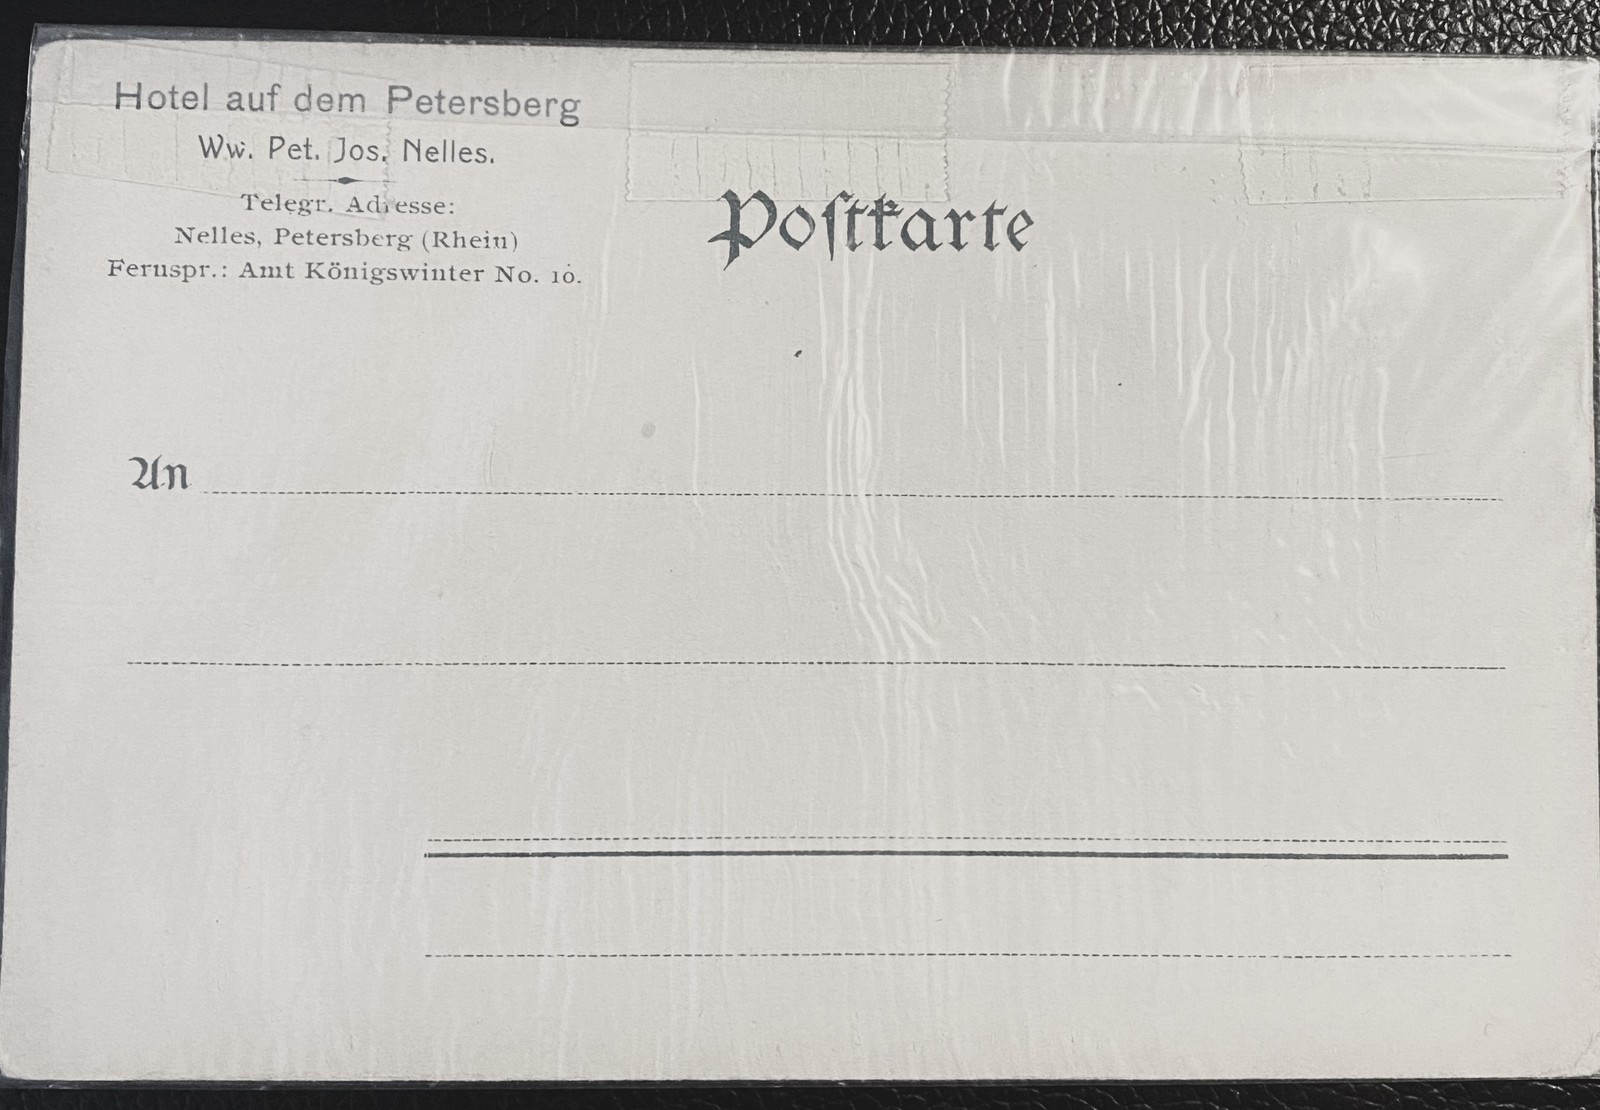 Hotel auf dem Petersberg
Ww. Pet. Jos. Nelles.
Telegr. Adresse:
Nelles, Petersberg (Rhein)
Fernspr.: Amt Königswinter No. 10.
Poſtkarte
An